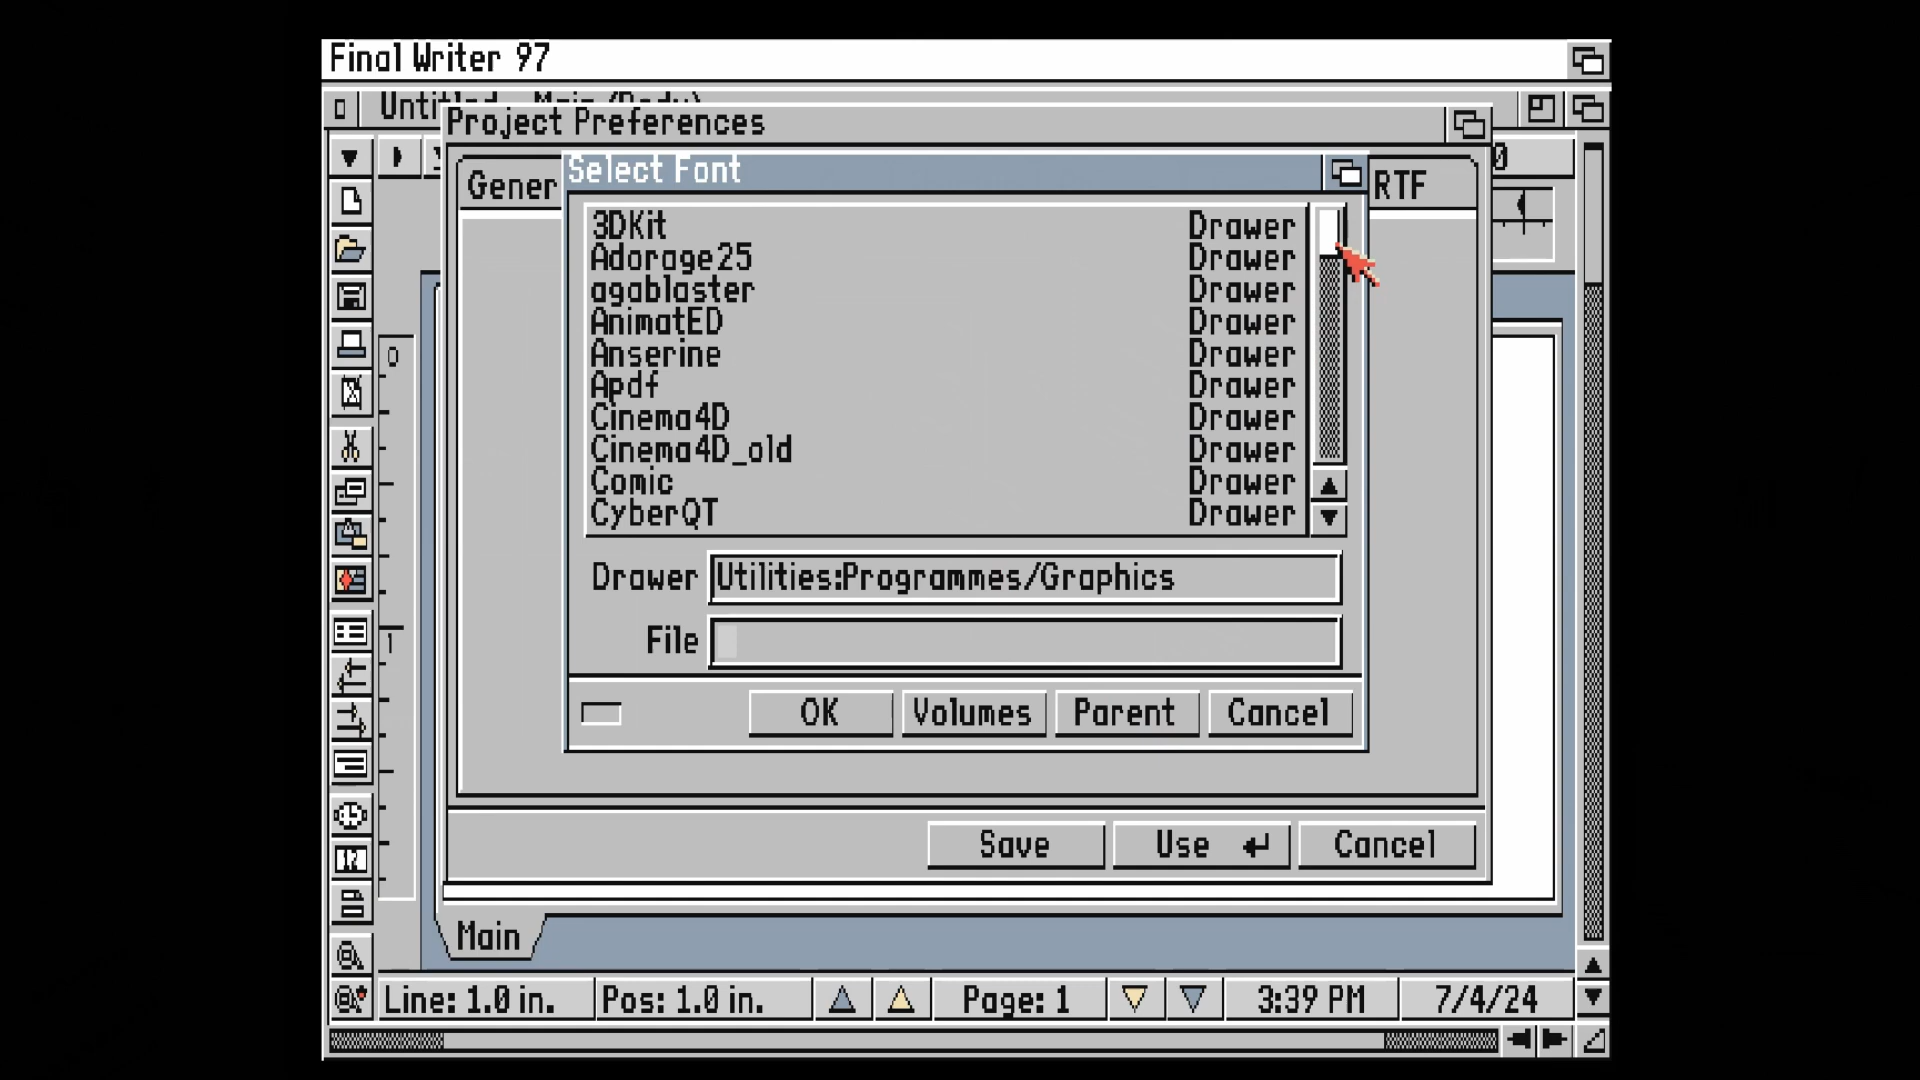 Final Writer 97
Project Preferences
Select Font
RTF
3DKit Drawer
Adorage25 Drawer
agablaster Drawer
AnimatED Drawer
Anserine Drawer
Apdf Drawer
Cinema4D Drawer
Cinema4D_old Drawer
Comic Drawer
CyberQT Drawer
Drawer Utilities:Programmes/Graphics
File
OK Volumes Parent Cancel
Save Use Cancel
0
1
Main
Line: 1.0 in. Pos: 1.0 in. Page: 1 3:39 PM 7/4/24